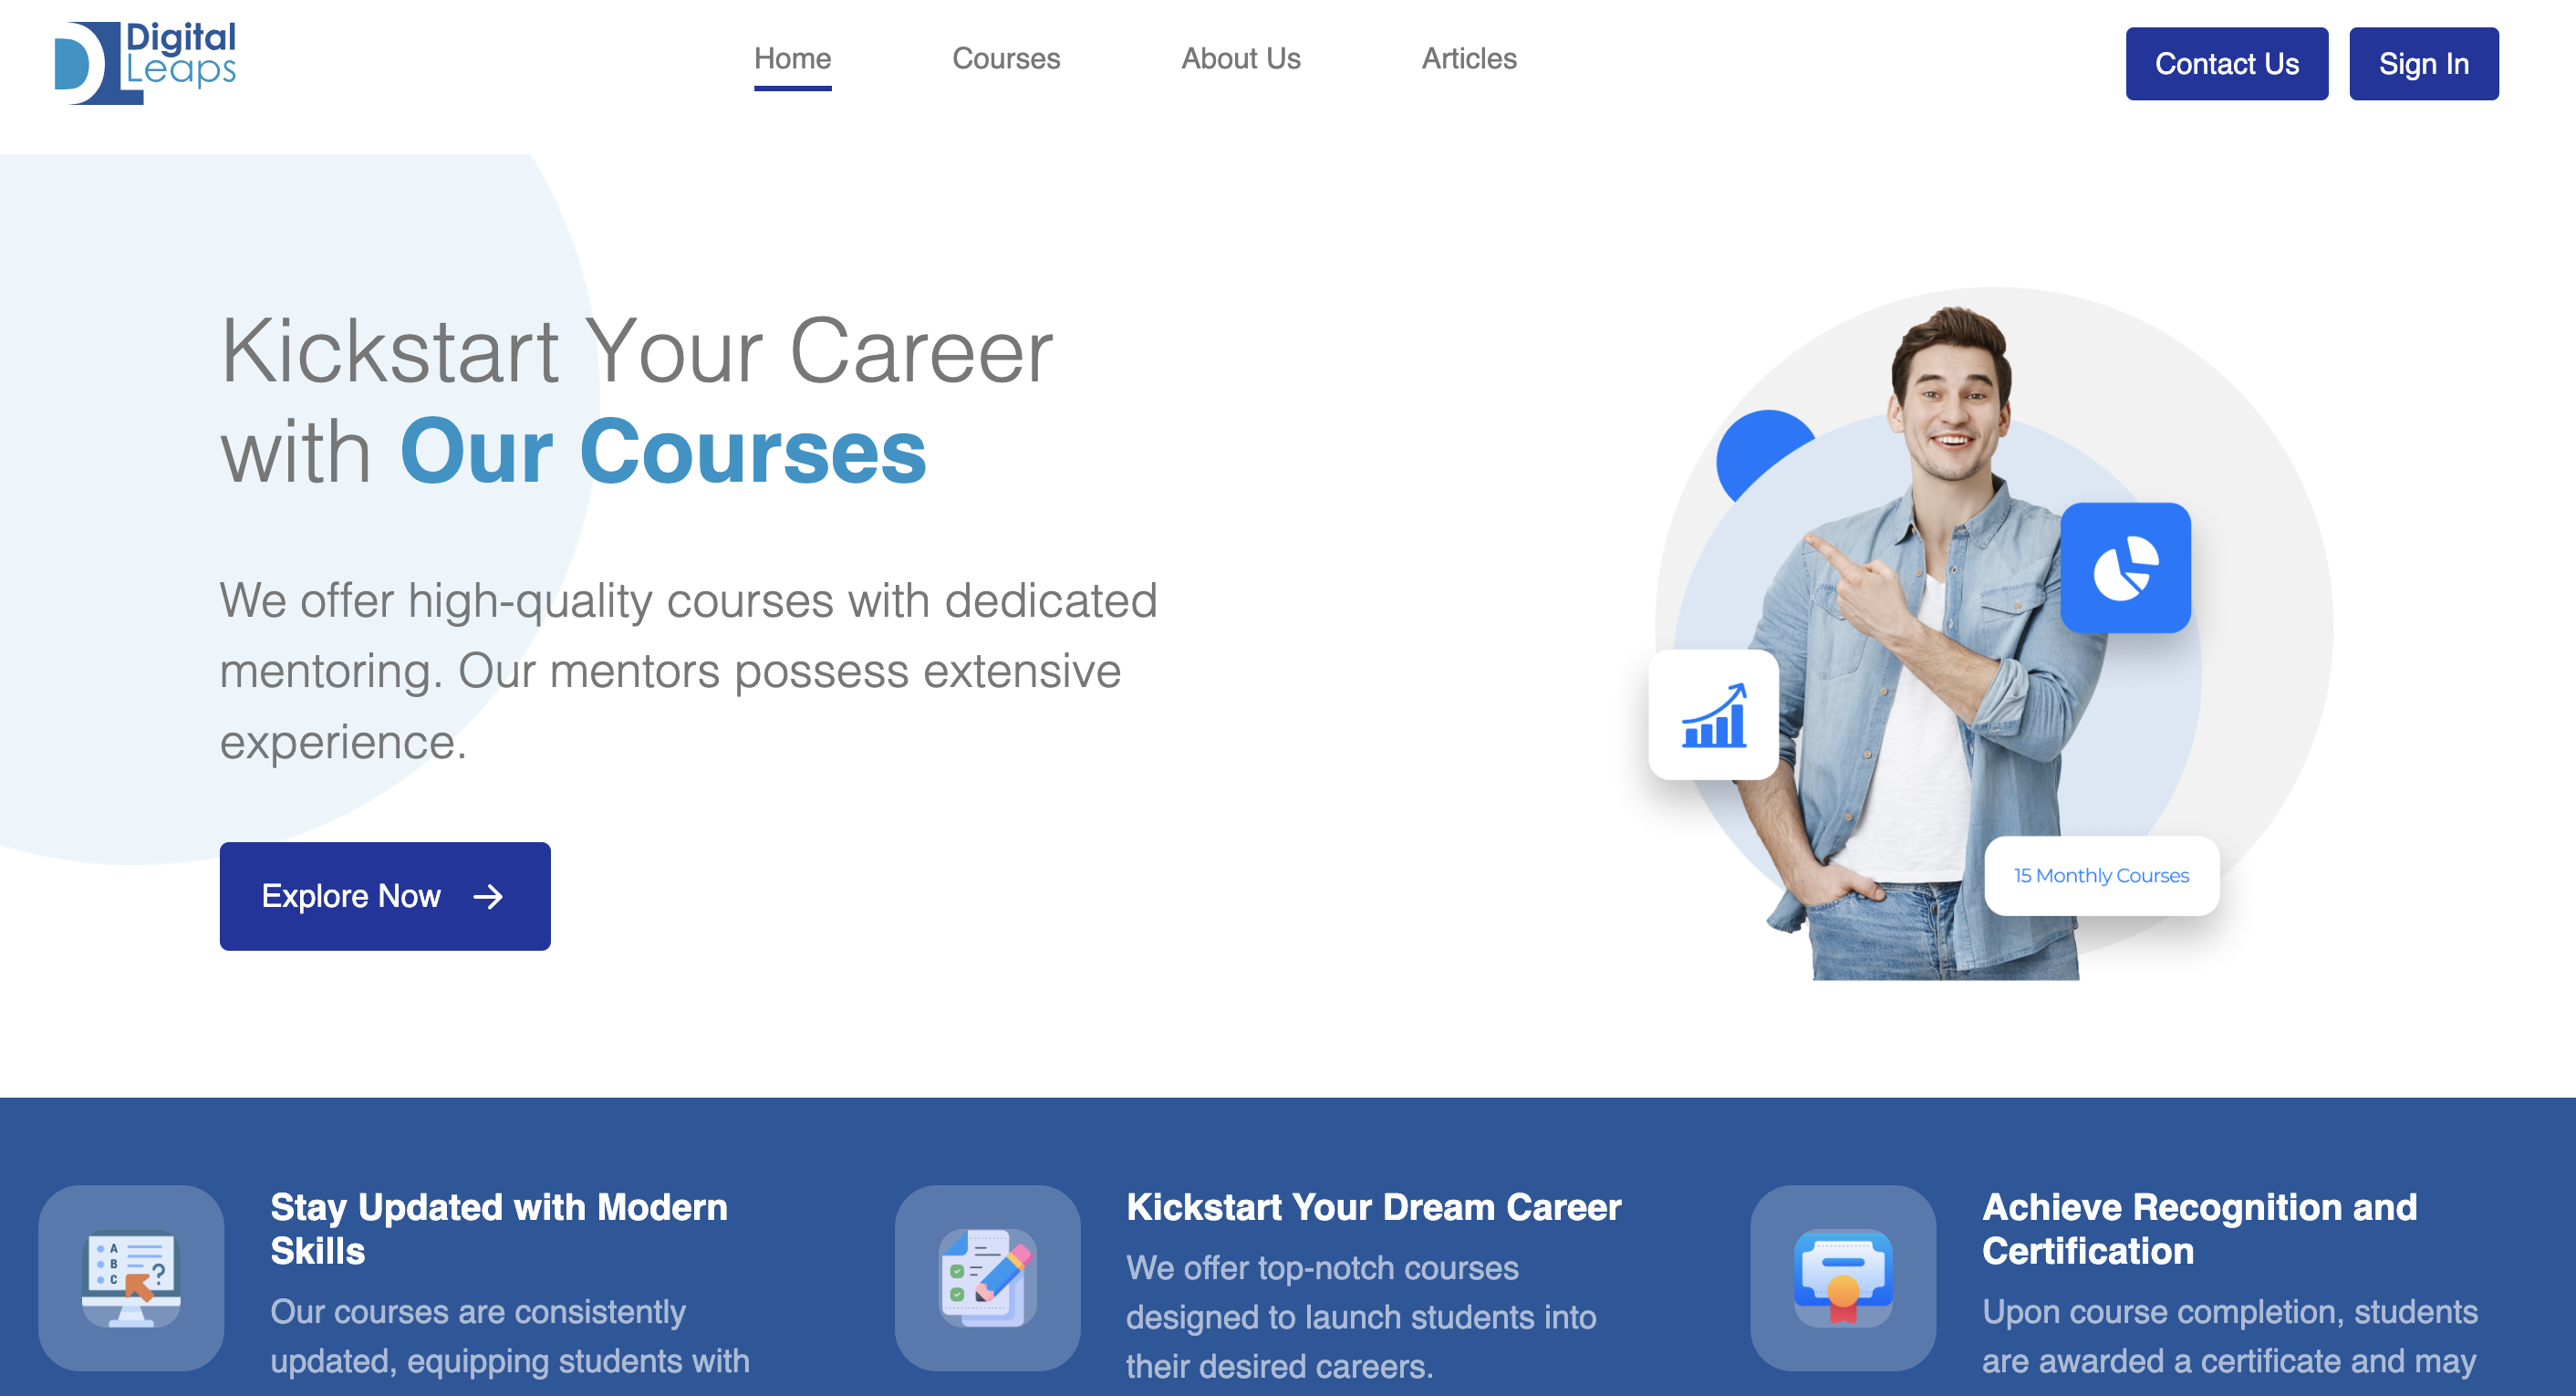 Digital
Leaps
Home
Courses
About Us
Articles
Contact Us
Sign In
Kickstart Your Career
with Our Courses
We offer high-quality courses with dedicated
mentoring. Our mentors possess extensive
experience.
Explore Now
15 Monthly Courses
Stay Updated with Modern
Skills
Our courses are consistently
updated, equipping students with
A
B
C
?
Kickstart Your Dream Career
We offer top-notch courses
designed to launch students into
their desired careers.
Achieve Recognition and
Certification
Upon course completion, students
are awarded a certificate and may